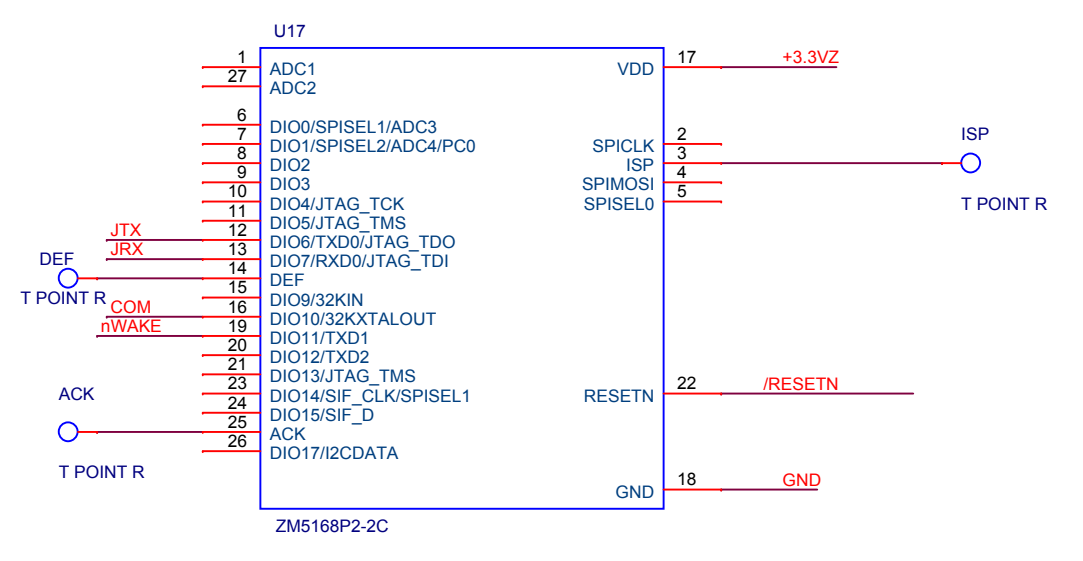 U17
1 ADC1
27 ADC2
6 DIO0/SPISEL1/ADC3
7 DIO1/SPISEL2/ADC4/PC0
8 DIO2
9 DIO3
10 DIO4/JTAG_TCK
11 DIO5/JTAG_TMS
JTX 12 DIO6/TXD0/JTAG_TDO
JRX 13 DIO7/RXD0/JTAG_TDI
DEF
14 DEF
T POINT R
15 DIO9/32KIN
COM 16 DIO10/32KXTALOUT
nWAKE 19 DIO11/TXD1
20 DIO12/TXD2
21 DIO13/JTAG_TMS
ACK
23 DIO14/SIF_CLK/SPISEL1
24 DIO15/SIF_D
25 ACK
26 DIO17/I2CDATA
T POINT R
VDD 17 +3.3VZ
SPICLK 2
ISP 3
SPIMOSI 4
SPISEL0 5
ISP
T POINT R
RESETN 22 /RESETN
GND 18 GND
ZM5168P2-2C